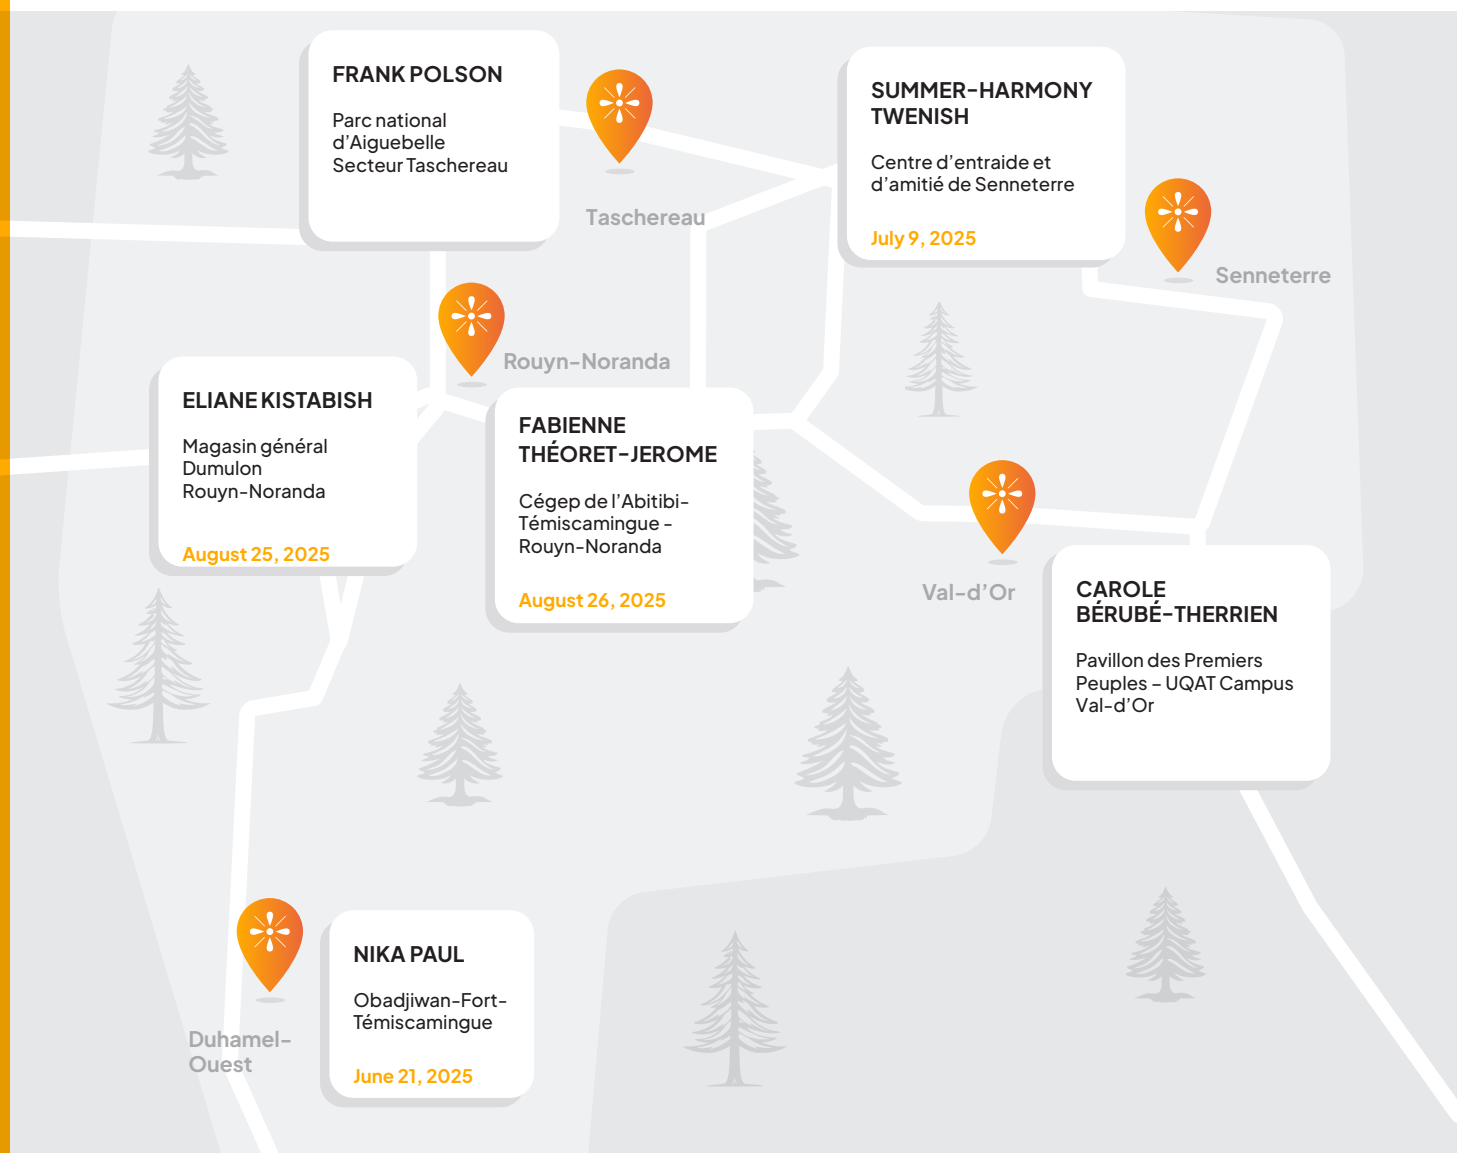 FRANK POLSON
Parc national
d’Aiguebelle
Secteur Taschereau
Taschereau
SUMMER-HARMONY
TWENISH
Centre d’entraide et
d’amitié de Senneterre
July 9, 2025
Senneterre
Rouyn-Noranda
ELIANE KISTABISH
Magasin général
Dumulon
Rouyn-Noranda
August 25, 2025
FABIENNE
THÉORET-JEROME
Cégep de l’Abitibi-
Témiscamingue -
Rouyn-Noranda
August 26, 2025
Val-d’Or
CAROLE
BÉRUBÉ-THERRIEN
Pavillon des Premiers
Peuples – UQAT Campus
Val-d’Or
NIKA PAUL
Obadjiwan-Fort-
Témiscamingue
June 21, 2025
Duhamel-
Ouest